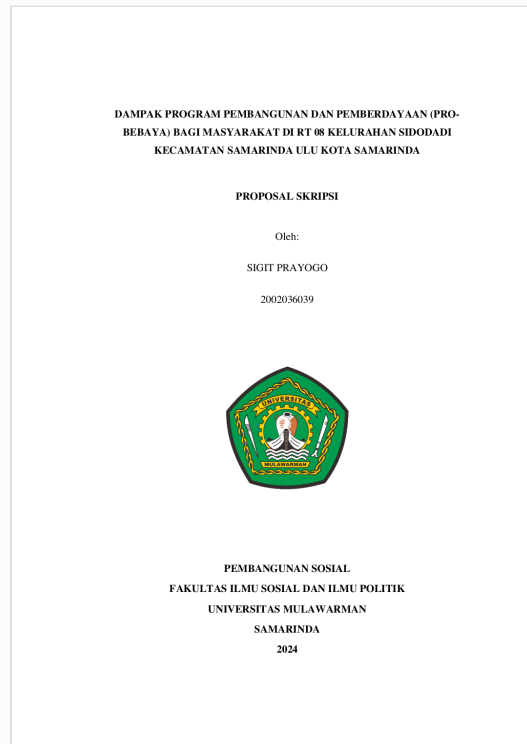 DAMPAK PROGRAM PEMBANGUNAN DAN PEMBERDAYAAN (PRO-
BEBAYA) BAGI MASYARAKAT DI RT 08 KELURAHAN SIDODADI
KECAMATAN SAMARINDA ULU KOTA SAMARINDA
PROPOSAL SKRIPSI
Oleh:
SIGIT PRAYOGO
2002036039
UNIVERSITAS
MULAWARMAN
PEMBANGUNAN SOSIAL
FAKULTAS ILMU SOSIAL DAN ILMU POLITIK
UNIVERSITAS MULAWARMAN
SAMARINDA
2024